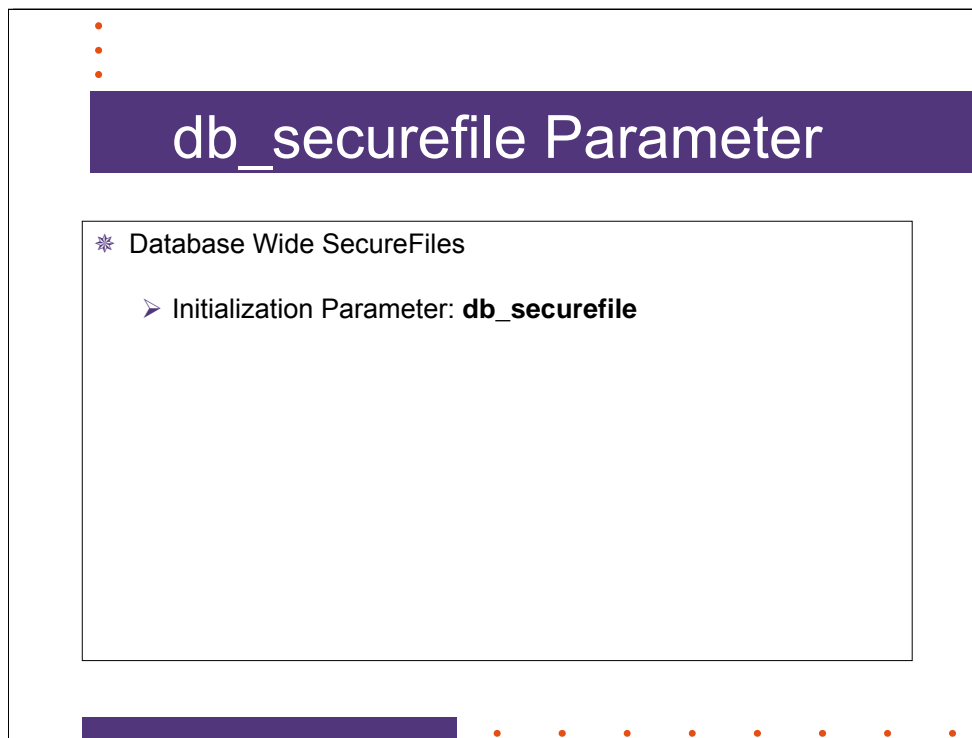 db_securefile Parameter
Database Wide SecureFiles
Initialization Parameter: db_securefile